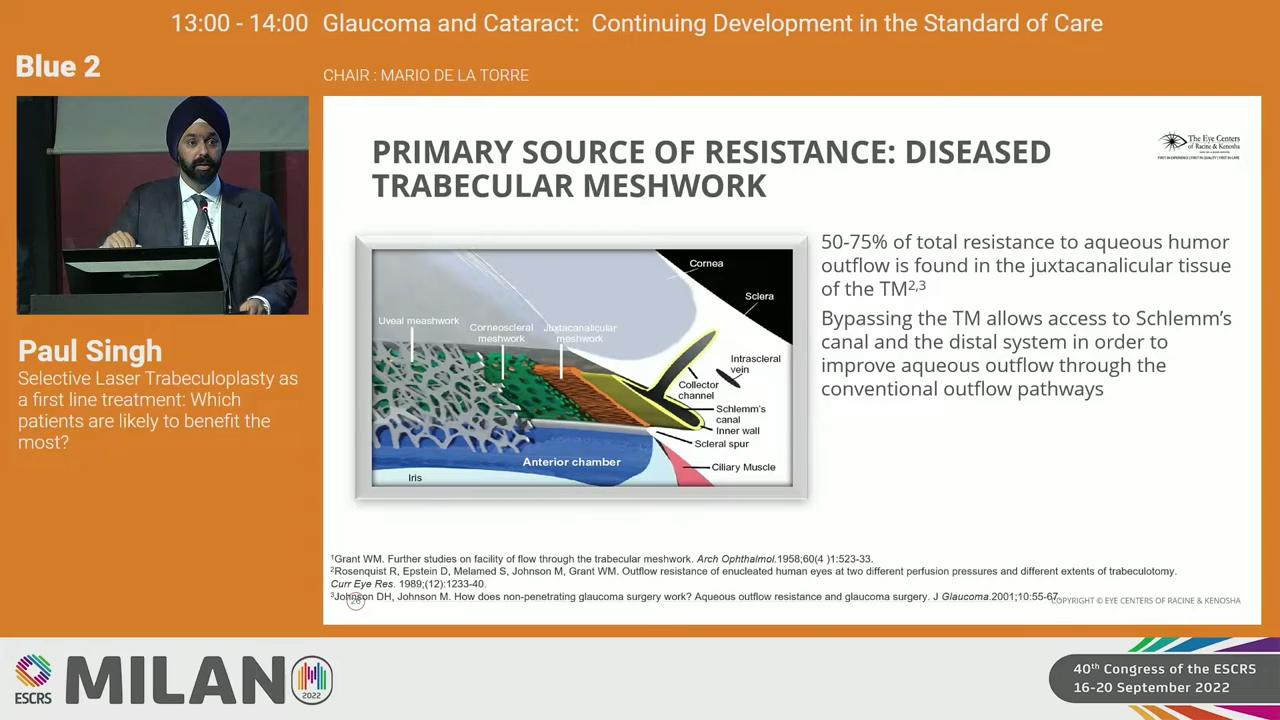 13:00 - 14:00 Glaucoma and Cataract: Continuing Development in the Standard of Care
Blue 2
CHAIR : MARIO DE LA TORRE
Paul Singh
Selective Laser Trabeculoplasty as
a first line treatment: Which
patients are likely to benefit the
most?
PRIMARY SOURCE OF RESISTANCE: DISEASED
TRABECULAR MESHWORK
The Eye Centers
of Racine & Kenosha
FIRST IN EXPERIENCE | FIRST IN QUALITY | FIRST IN CARE
Cornea
Sclera
Uveal meashwork
Corneoscleral
meshwork
Juxtacanalicular
meshwork
Intrascleral
vein
Collector
channel
Schlemm's
canal
Inner wall
Scleral spur
Anterior chamber
Ciliary Muscle
Iris
50-75% of total resistance to aqueous humor
outflow is found in the juxtacanalicular tissue
of the TM2,3
Bypassing the TM allows access to Schlemm's
canal and the distal system in order to
improve aqueous outflow through the
conventional outflow pathways
1Grant WM. Further studies on facility of flow through the trabecular meshwork. Arch Ophthalmol.1958;60(4 )1:523-33.
2Rosenquist R, Epstein D, Melamed S, Johnson M, Grant WM. Outflow resistance of enucleated human eyes at two different perfusion pressures and different extents of trabeculotomy.
Curr Eye Res. 1989;(12):1233-40.
3Johnson DH, Johnson M. How does non-penetrating glaucoma surgery work? Aqueous outflow resistance and glaucoma surgery. J Glaucoma.2001;10:55-67.
COPYRIGHT © EYE CENTERS OF RACINE & KENOSHA
ESCRS
MILANO
2022
40th Congress of the ESCRS
16-20 September 2022